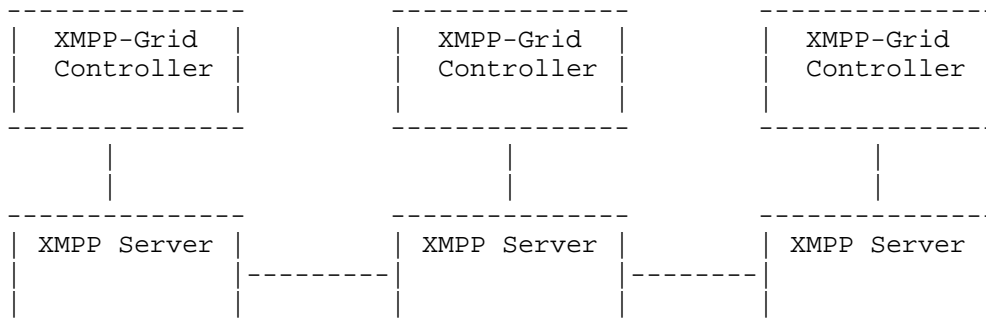 XMPP-Grid XMPP-Grid XMPP-Grid
Controller Controller Controller
XMPP Server XMPP Server XMPP Server